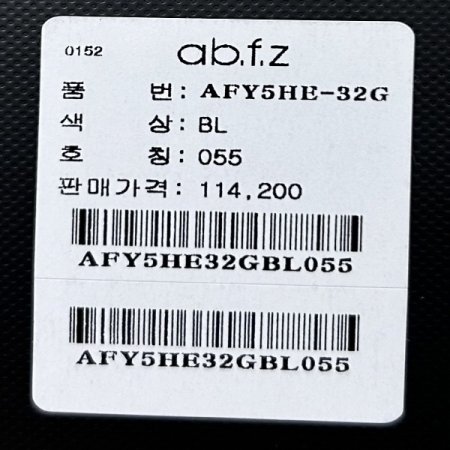 0152 ab.f.z
품 번: AFY5HE-32G
색 상: BL
호 칭: 055
판매가격: 114,200
AFY5HE32GBL055
AFY5HE32GBL055